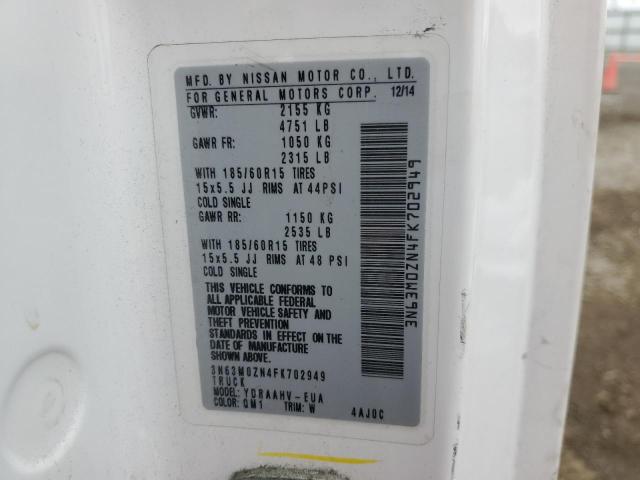 MFD. BY NISSAN MOTOR CO., LTD.
FOR GENERAL MOTORS CORP. 12/14
GVWR: 2155 KG
4751 LB
GAWR FR: 1050 KG
2315 LB
WITH 185/60R15 TIRES
15x5.5 JJ RIMS AT 44PSI
COLD SINGLE
GAWR RR: 1150 KG
2535 LB
WITH 185/60R15 TIRES
15x5.5 JJ RIMS AT 48 PSI
COLD SINGLE
THIS VEHICLE CONFORMS TO
ALL APPLICABLE FEDERAL
MOTOR VEHICLE SAFETY AND
THEFT PREVENTION
STANDARDS IN EFFECT ON THE
DATE OF MANUFACTURE
SHOWN ABOVE.
3N63M0ZN4FK702949
TRUCK
MODEL: YDRAAHV-EUA
COLOR: QM1 TRIM: W 4AJ0C
3N63M0ZN4FK702949